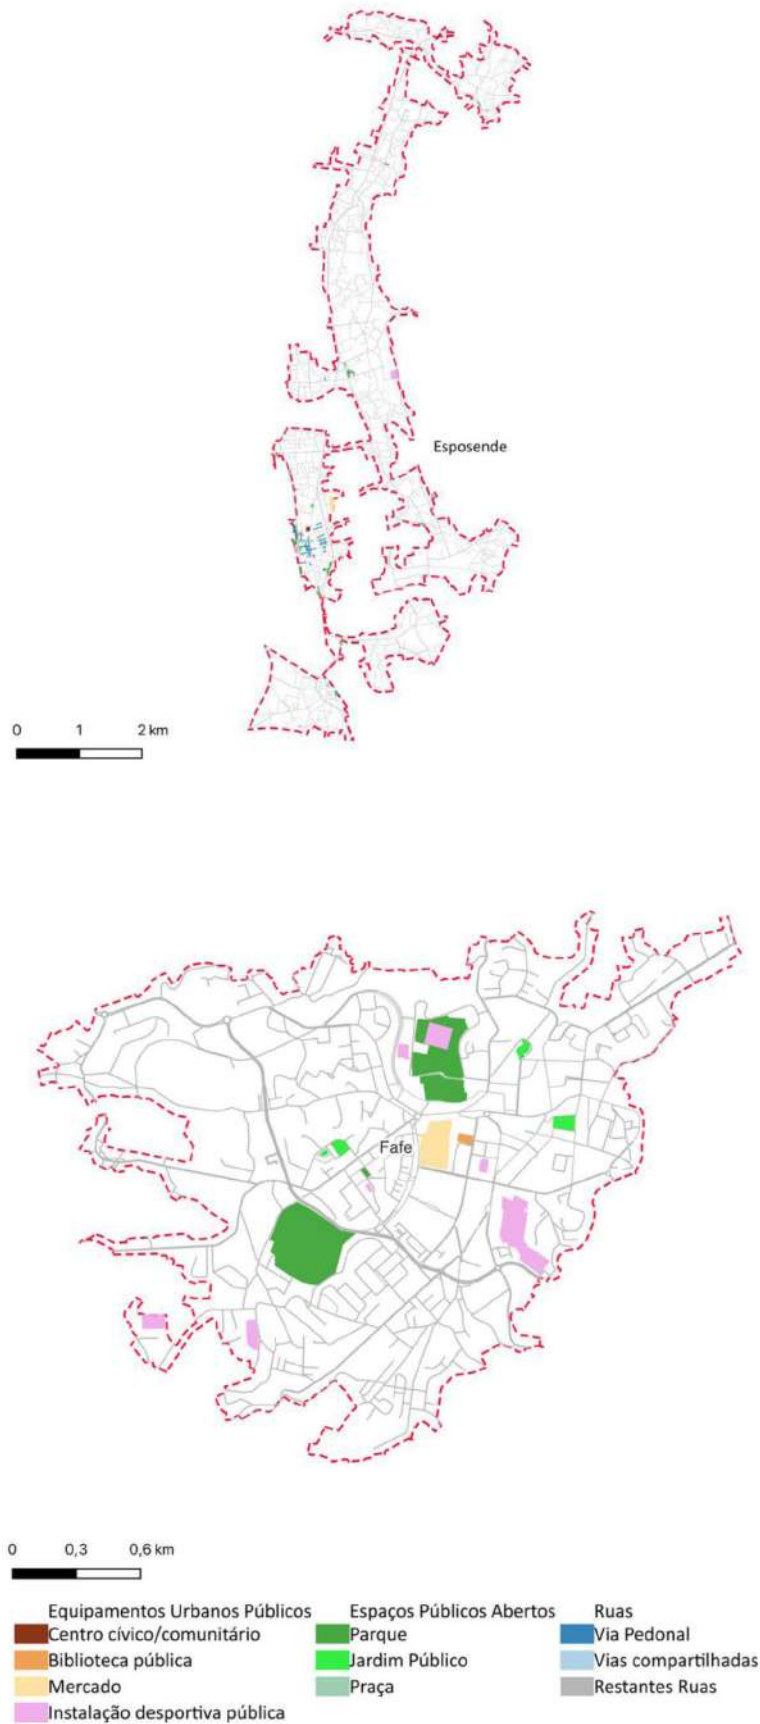 Esposende
0 1 2 km
Fafe
0 0,3 0,6 km
Equipamentos Urbanos Públicos Espaços Públicos Abertos Ruas
Centro cívico/comunitário Parque Via Pedonal
Biblioteca pública Jardim Público Vias compartilhadas
Mercado Praça Restantes Ruas
Instalação desportiva pública